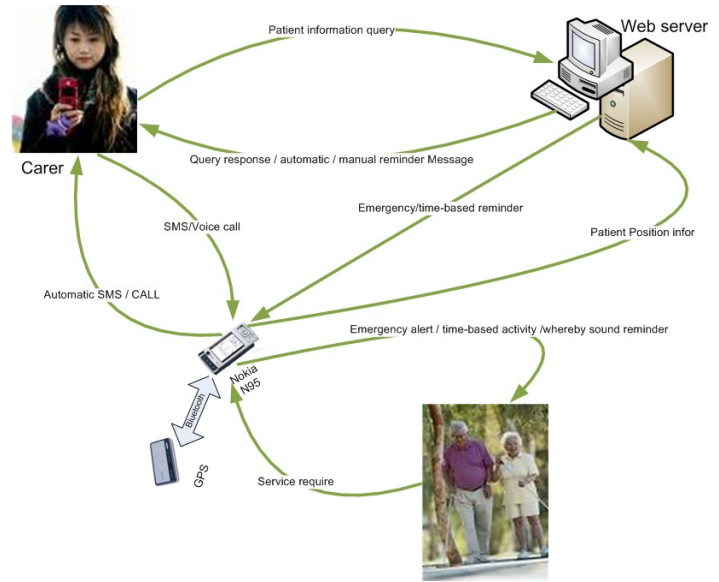 Patient information query
Web server
Query response / automatic / manual reminder Message
Carer
Emergency/time-based reminder
SMS/Voice call
Patient Position infor
Automatic SMS / CALL
Emergency alert / time-based activity /whereby sound reminder
Nokia
N95
Bluetooth
GPS
Service require